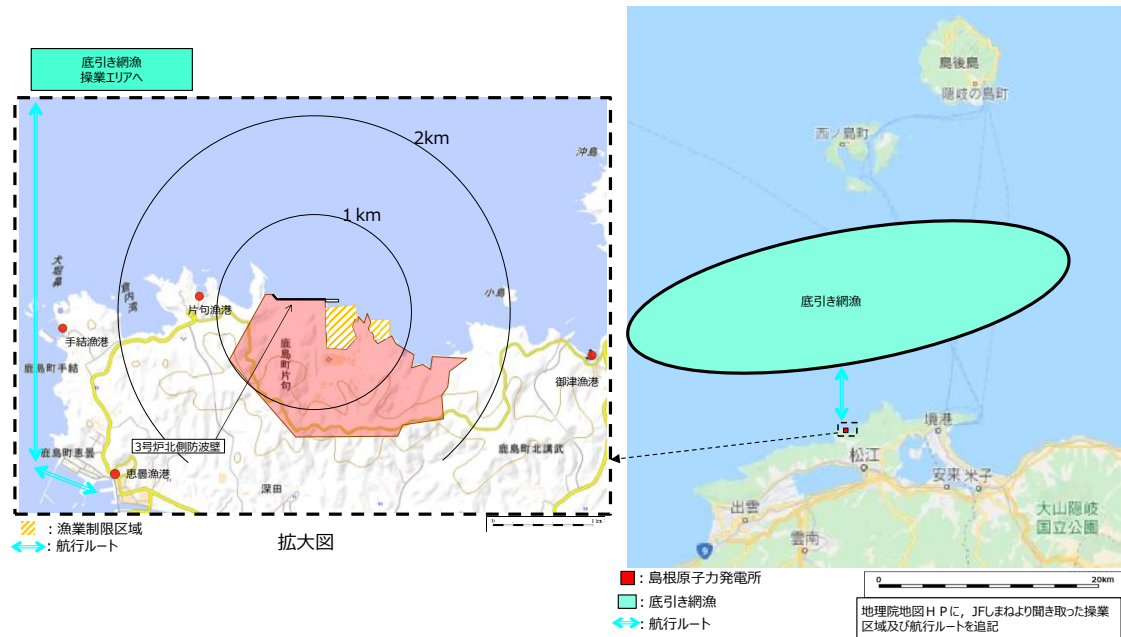 底引き網漁
操業エリアへ
2km
沖島
1km
犬堀鼻
倉内湾
小島
片句漁港
手結漁港
鹿島町片句
御津漁港
鹿島町手結
3号炉北側防波壁
鹿島町恵曇
鹿島町北講武
恵曇漁港
深田
0
1km
：漁業制限区域
：航行ルート
拡大図
島後島
隠岐の島町
西ノ島町
底引き網漁
境港
松江
安来
米子
出雲
大山隠岐
国立公園
雲南
9
：島根原子力発電所
：底引き網漁
：航行ルート
0
20km
地理院地図ＨＰに，JFしまねより聞き取った操業
区域及び航行ルートを追記